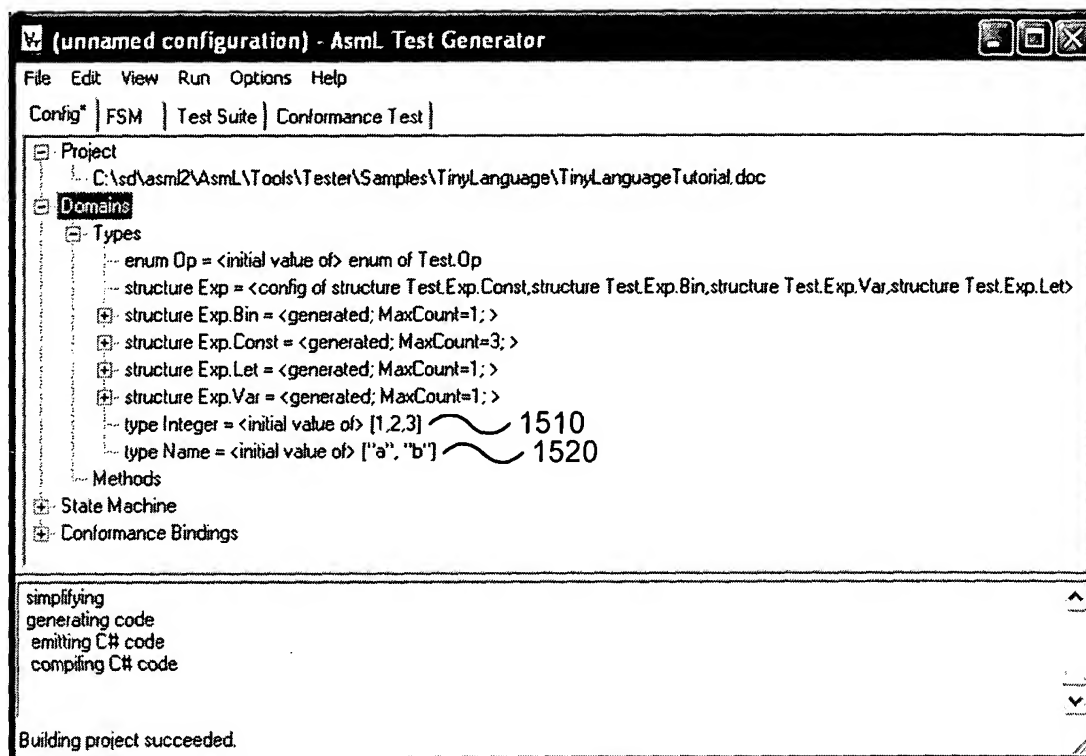 (unnamed configuration) - AsmL Test Generator
File Edit View Run Options Help
Config* FSM Test Suite Conformance Test
Project
C:\sd\asml2\AsmL\Tools\Tester\Samples\TinyLanguage\TinyLanguageTutorial.doc
Domains
Types
enum Op = <initial value of> enum of Test.Op
structure Exp = <config of structure Test.Exp.Const,structure Test.Exp.Bin,structure Test.Exp.Var,structure Test.Exp.Let>
structure Exp.Bin = <generated; MaxCount=1; >
structure Exp.Const = <generated; MaxCount=3; >
structure Exp.Let = <generated; MaxCount=1; >
structure Exp.Var = <generated; MaxCount=1; >
type Integer = <initial value of> [1,2,3] 1510
type Name = <initial value of> ["a", "b"] 1520
Methods
State Machine
Conformance Bindings
simplifying
generating code
emitting C# code
compiling C# code
Building project succeeded.